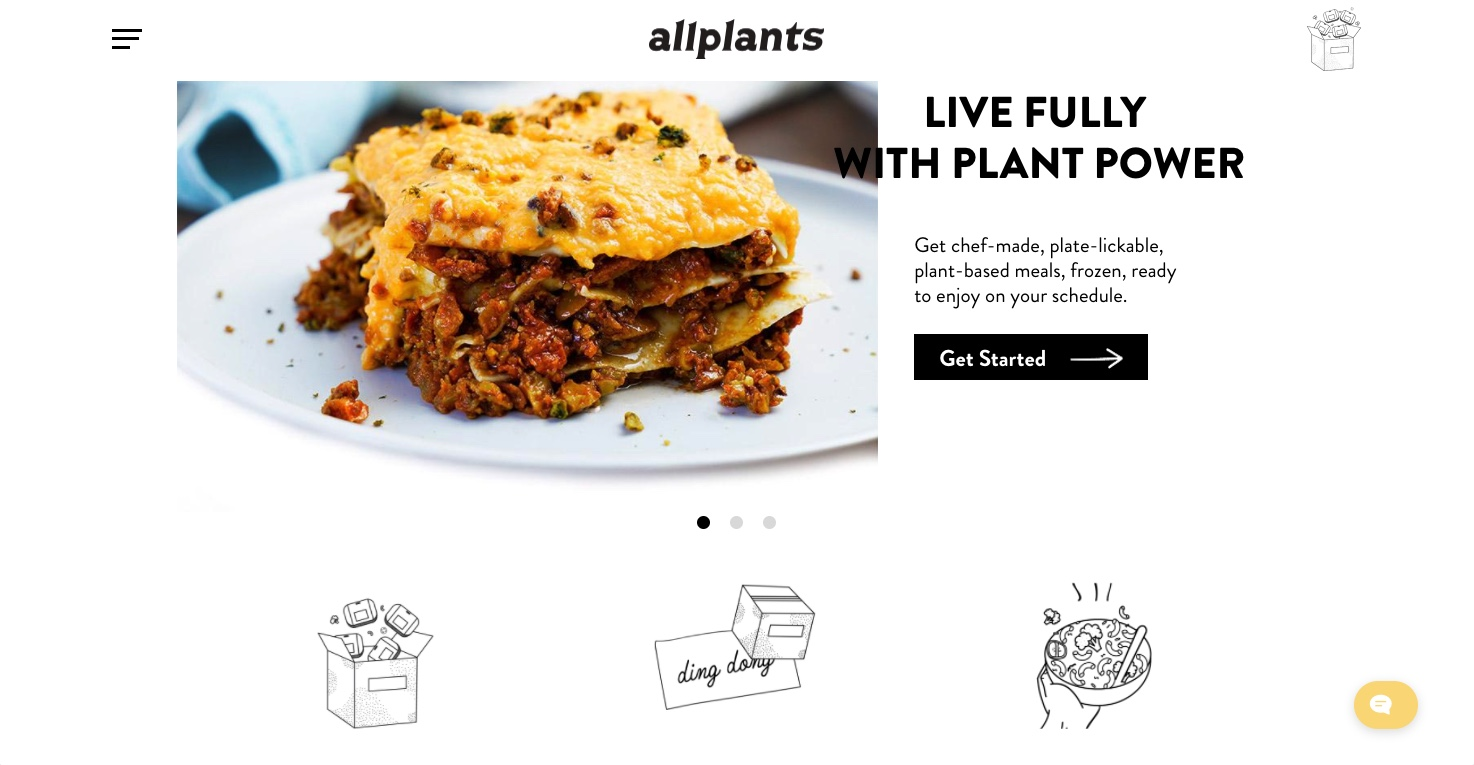 allplants
LIVE FULLY
WITH PLANT POWER
Get chef-made, plate-lickable,
plant-based meals, frozen, ready
to enjoy on your schedule.
Get Started
ding dong